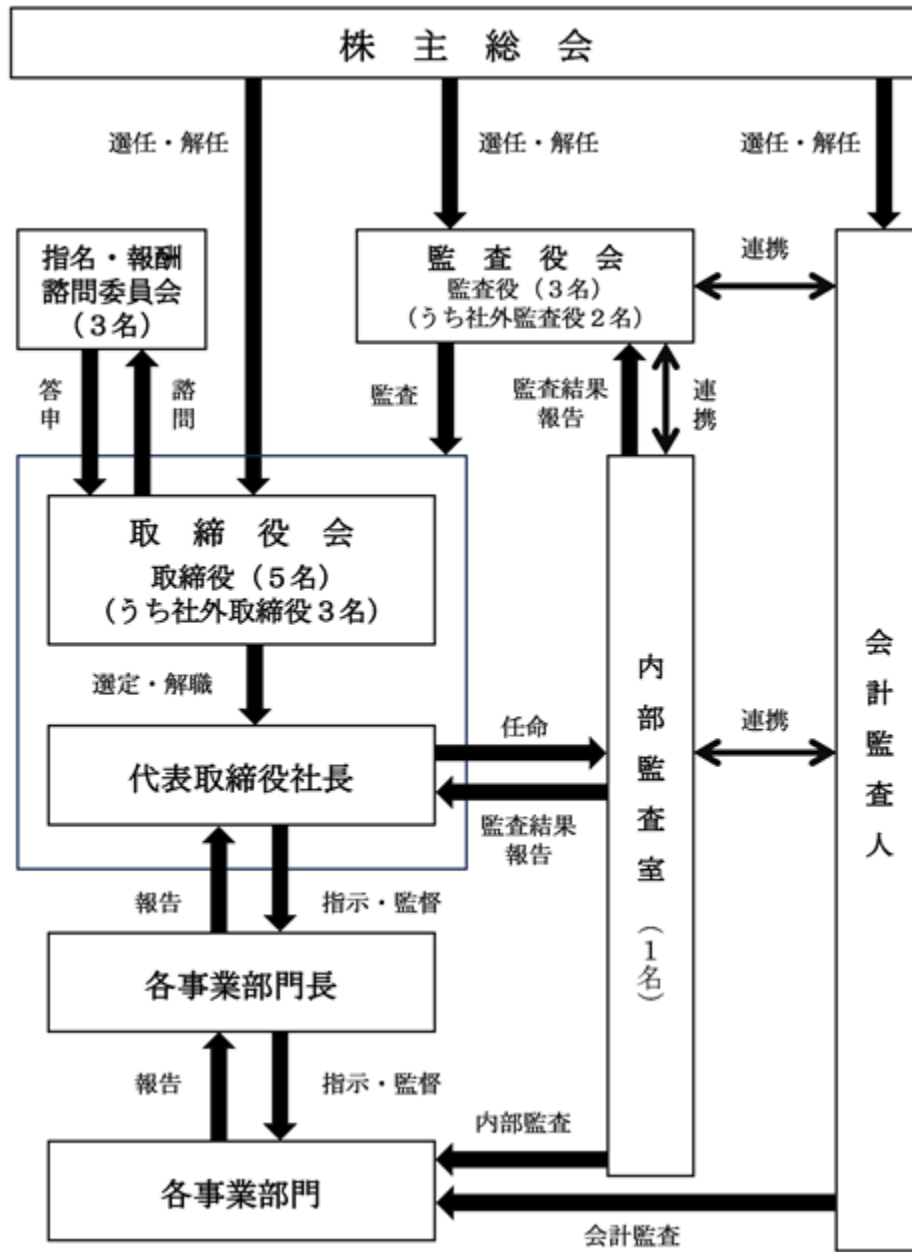 株主総会
選任・解任
選任・解任
選任・解任
指名・報酬
諮問委員会
（３名）
監査役会
監査役（３名）
（うち社外監査役２名）
連携
答申
諮問
監査
監査結果
報告
連携
取締役会
取締役（５名）
（うち社外取締役３名）
選定・解職
代表取締役社長
任命
監査結果
報告
内部監査室（１名）
連携
会計監査人
報告
指示・監督
各事業部門長
報告
指示・監督
内部監査
各事業部門
会計監査